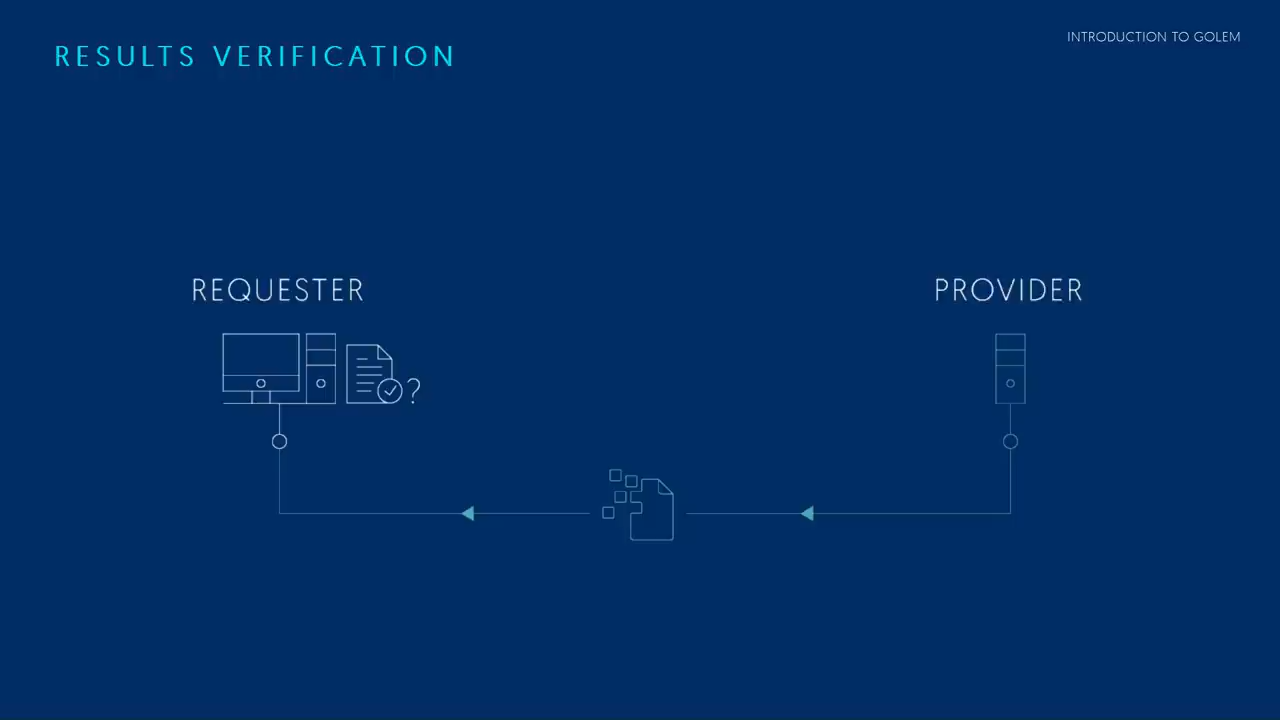 RESULTS VERIFICATION
INTRODUCTION TO GOLEM
REQUESTER
PROVIDER
?